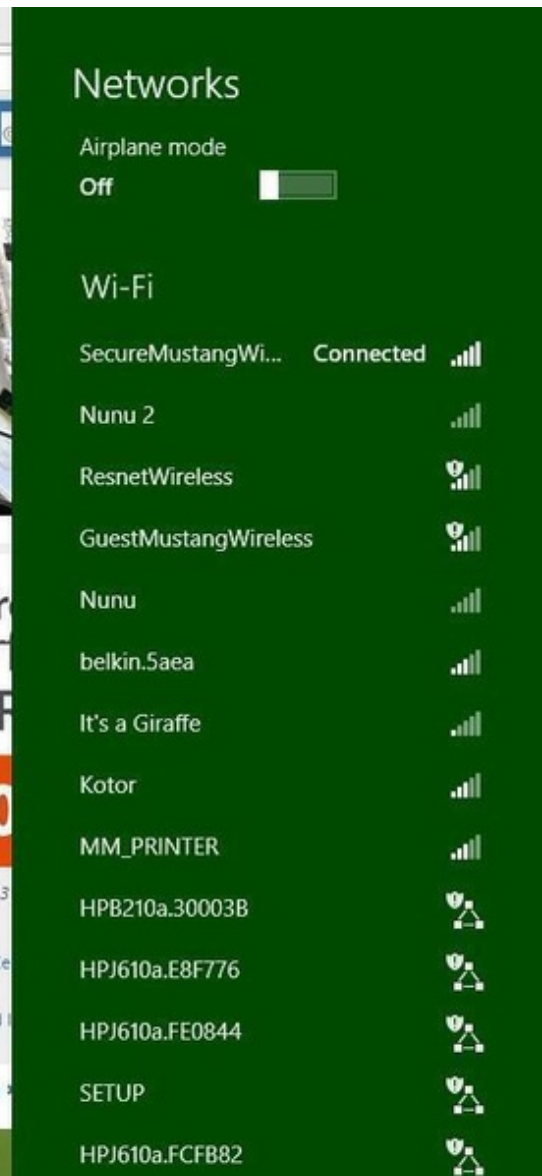 Networks
Airplane mode
Off
Wi-Fi
SecureMustangWi... Connected
Nunu 2
ResnetWireless
GuestMustangWireless
Nunu
belkin.5aea
It's a Giraffe
Kotor
MM_PRINTER
HPB210a.30003B
HPJ610a.E8F776
HPJ610a.FE0844
SETUP
HPJ610a.FCFB82